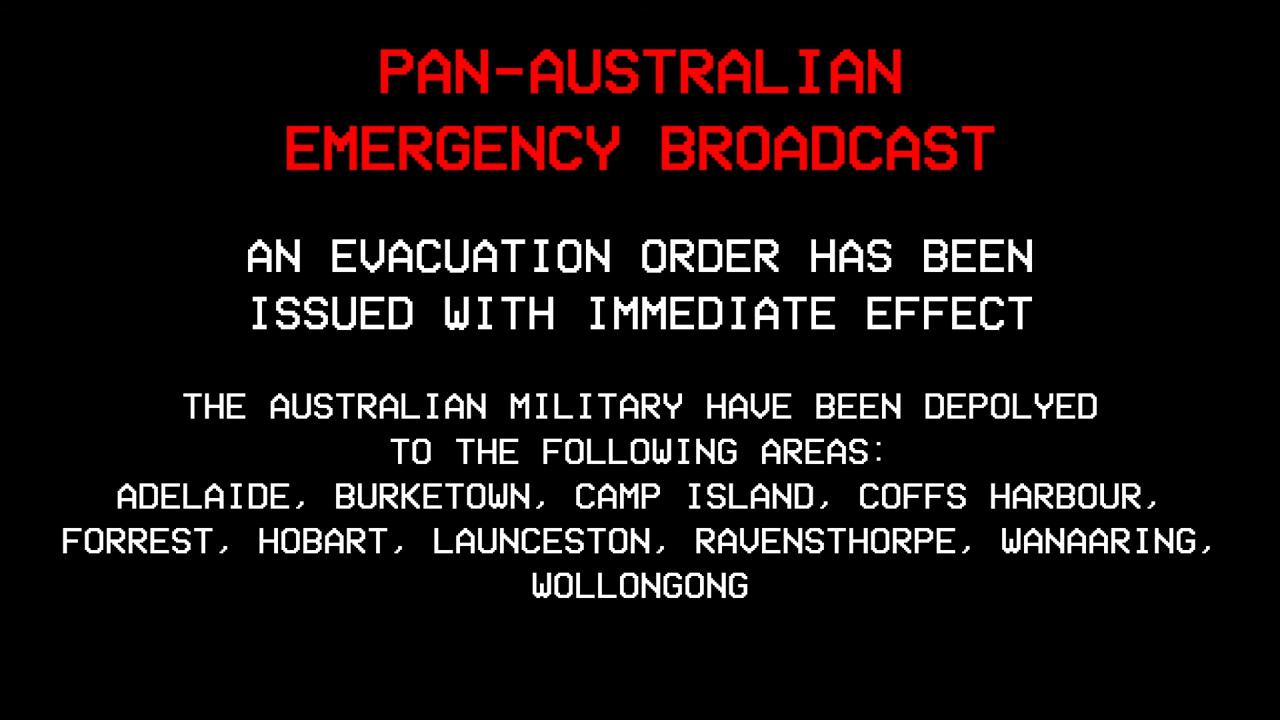 PAN-AUSTRALIAN
EMERGENCY BROADCAST
AN EVACUATION ORDER HAS BEEN
ISSUED WITH IMMEDIATE EFFECT
THE AUSTRALIAN MILITARY HAVE BEEN DEPOLYED
TO THE FOLLOWING AREAS:
ADELAIDE, BURKETOWN, CAMP ISLAND, COFFS HARBOUR,
FORREST, HOBART, LAUNCESTON, RAVENSTHORPE, WANAARING,
WOLLONGONG